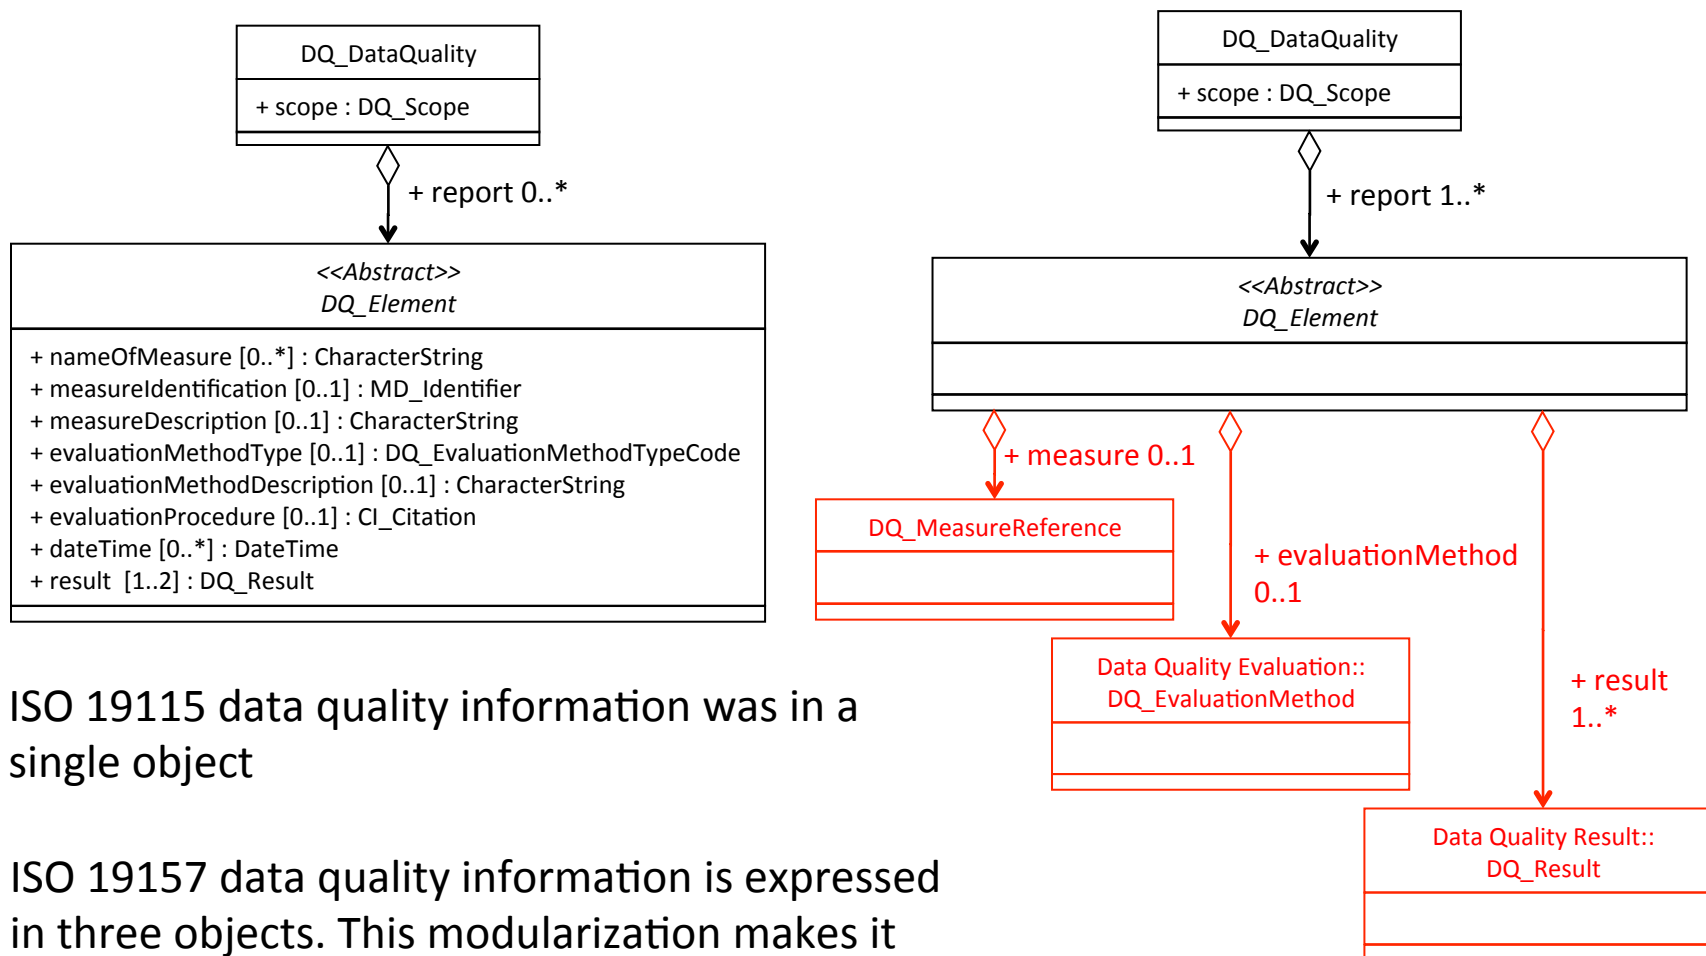 DQ_DataQuality
+ scope : DQ_Scope
+ report 0..*
<<Abstract>>
DQ_Element
+ nameOfMeasure [0..*] : CharacterString
+ measureIdentification [0..1] : MD_Identifier
+ measureDescription [0..1] : CharacterString
+ evaluationMethodType [0..1] : DQ_EvaluationMethodTypeCode
+ evaluationMethodDescription [0..1] : CharacterString
+ evaluationProcedure [0..1] : CI_Citation
+ dateTime [0..*] : DateTime
+ result [1..2] : DQ_Result
ISO 19115 data quality information was in a
single object
ISO 19157 data quality information is expressed
in three objects. This modularization makes it
DQ_DataQuality
+ scope : DQ_Scope
+ report 1..*
<<Abstract>>
DQ_Element
+ measure 0..1
DQ_MeasureReference
+ evaluationMethod
0..1
Data Quality Evaluation::
DQ_EvaluationMethod
+ result
1..*
Data Quality Result::
DQ_Result